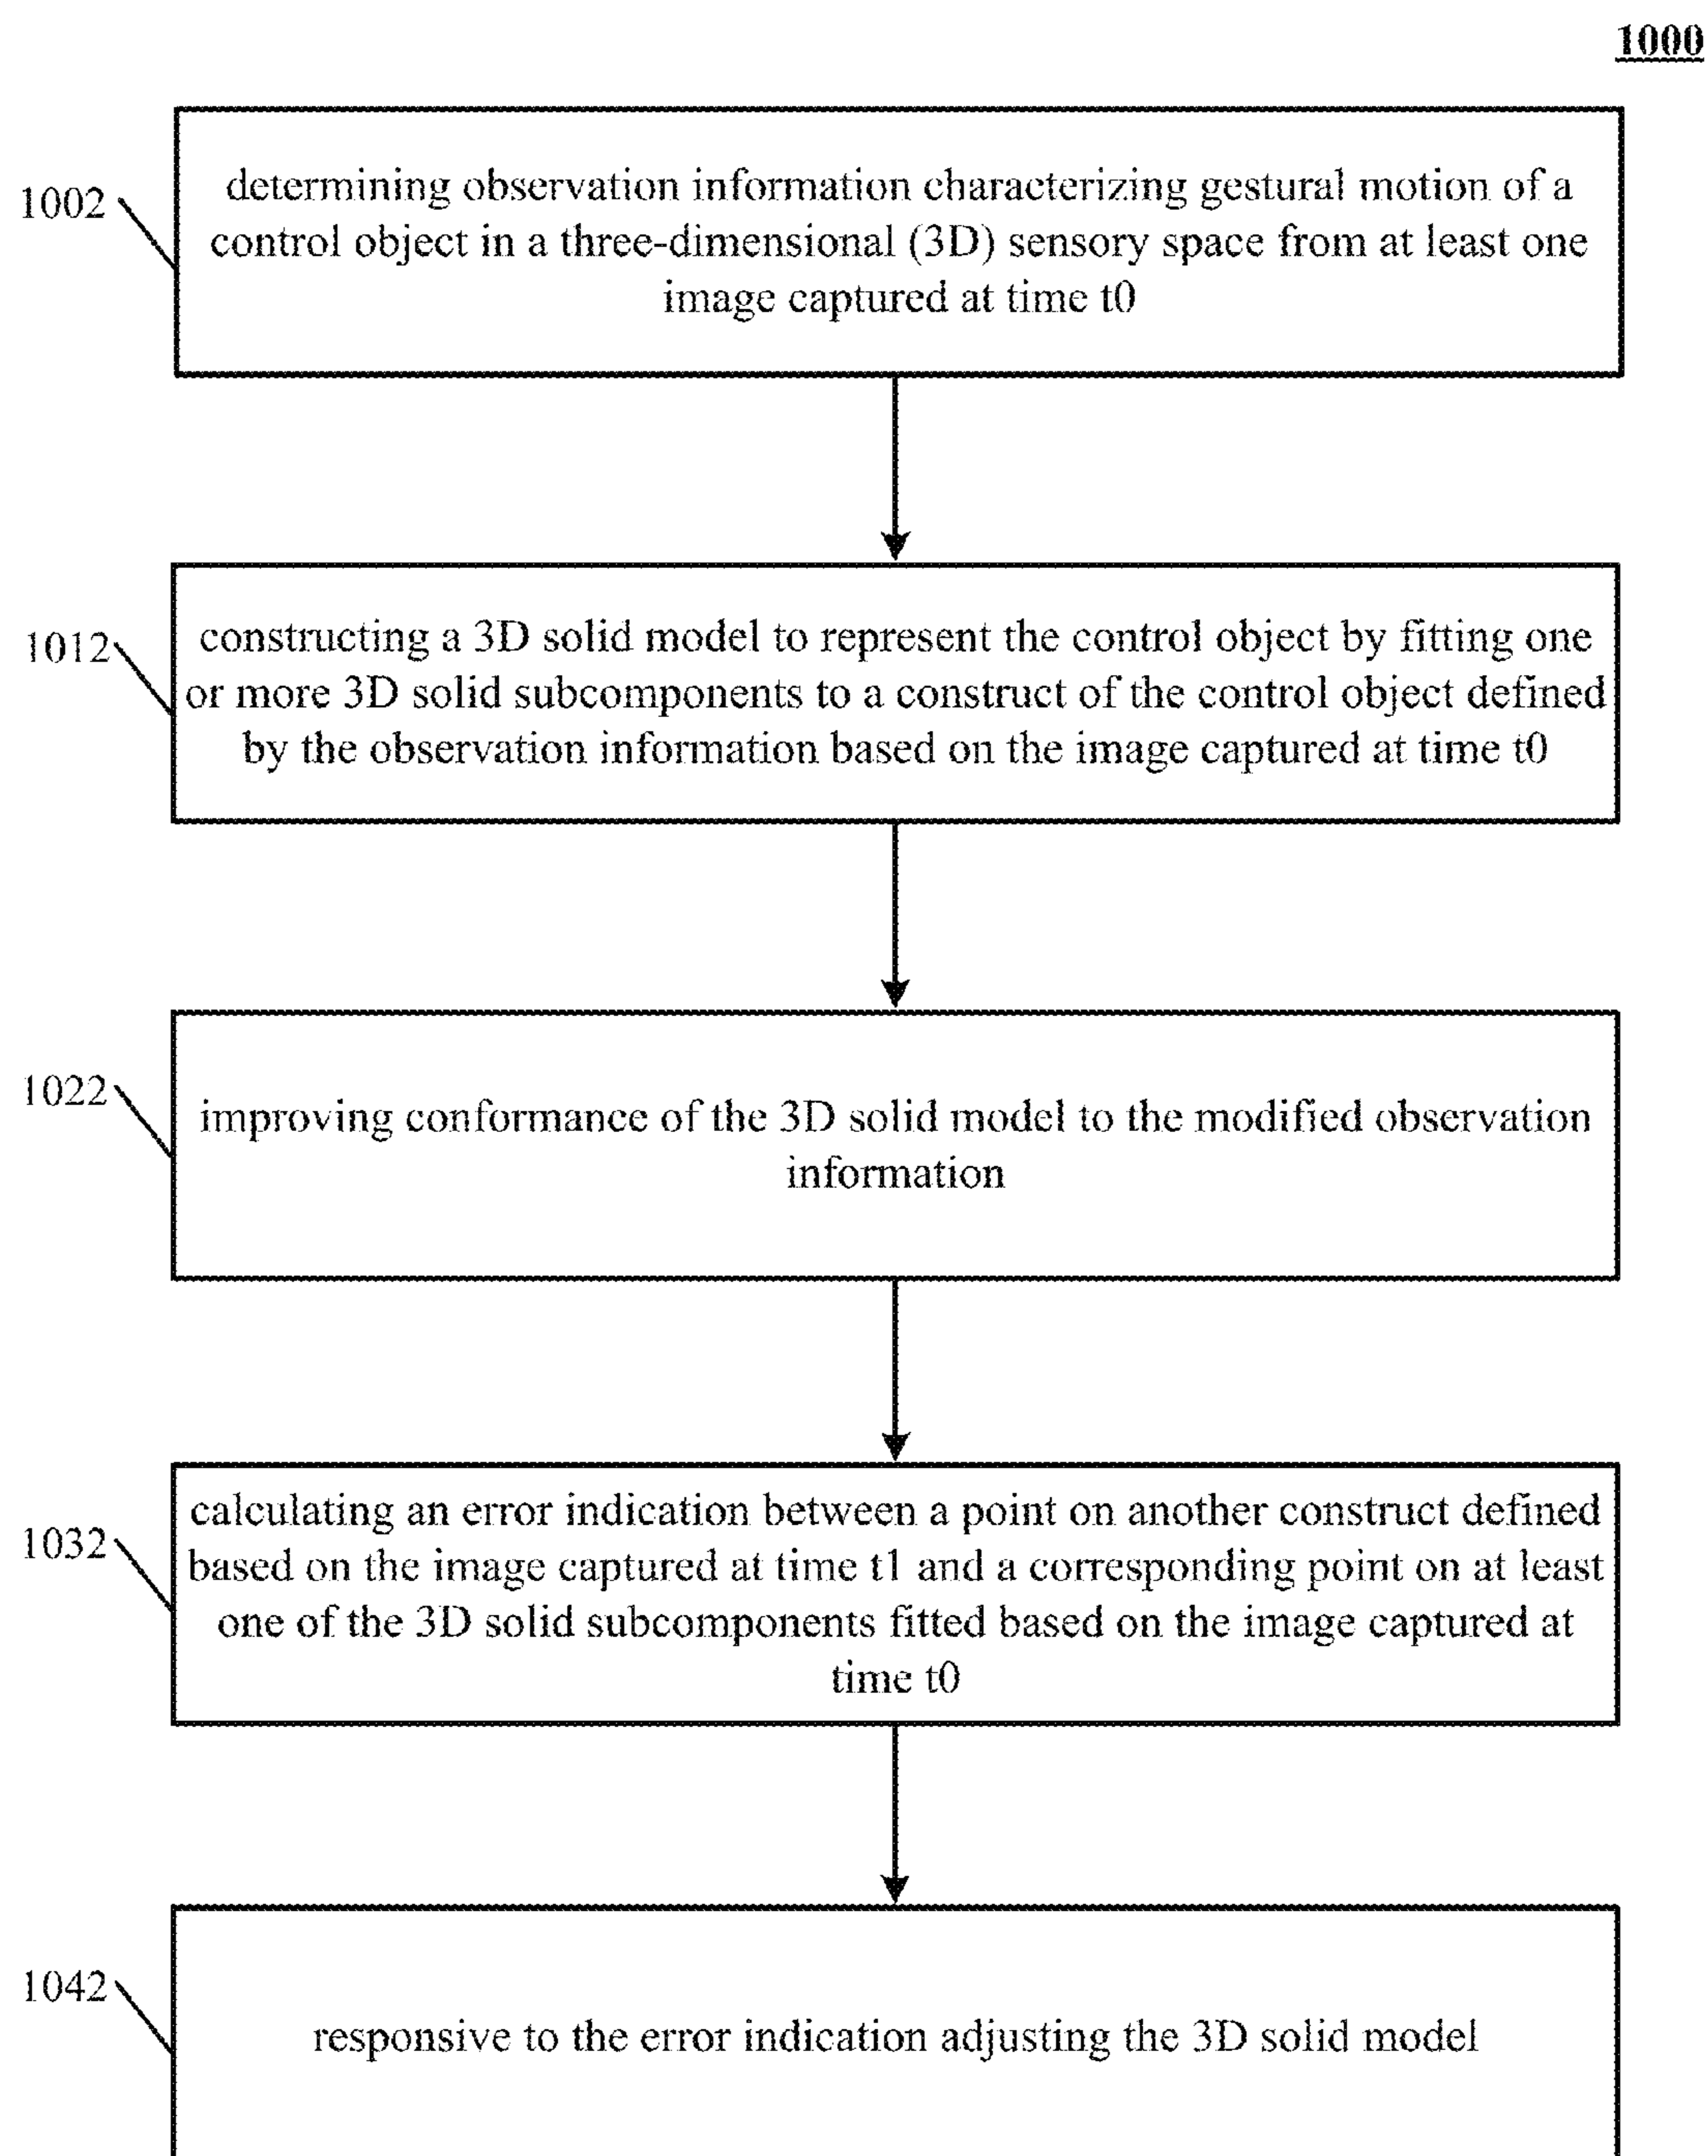 1000
1002
determining observation information characterizing gestural motion of a
control object in a three-dimensional (3D) sensory space from at least one
image captured at time t0
1012
constructing a 3D solid model to represent the control object by fitting one
or more 3D solid subcomponents to a construct of the control object defined
by the observation information based on the image captured at time t0
1022
improving conformance of the 3D solid model to the modified observation
information
1032
calculating an error indication between a point on another construct defined
based on the image captured at time t1 and a corresponding point on at least
one of the 3D solid subcomponents fitted based on the image captured at
time t0
1042
responsive to the error indication adjusting the 3D solid model